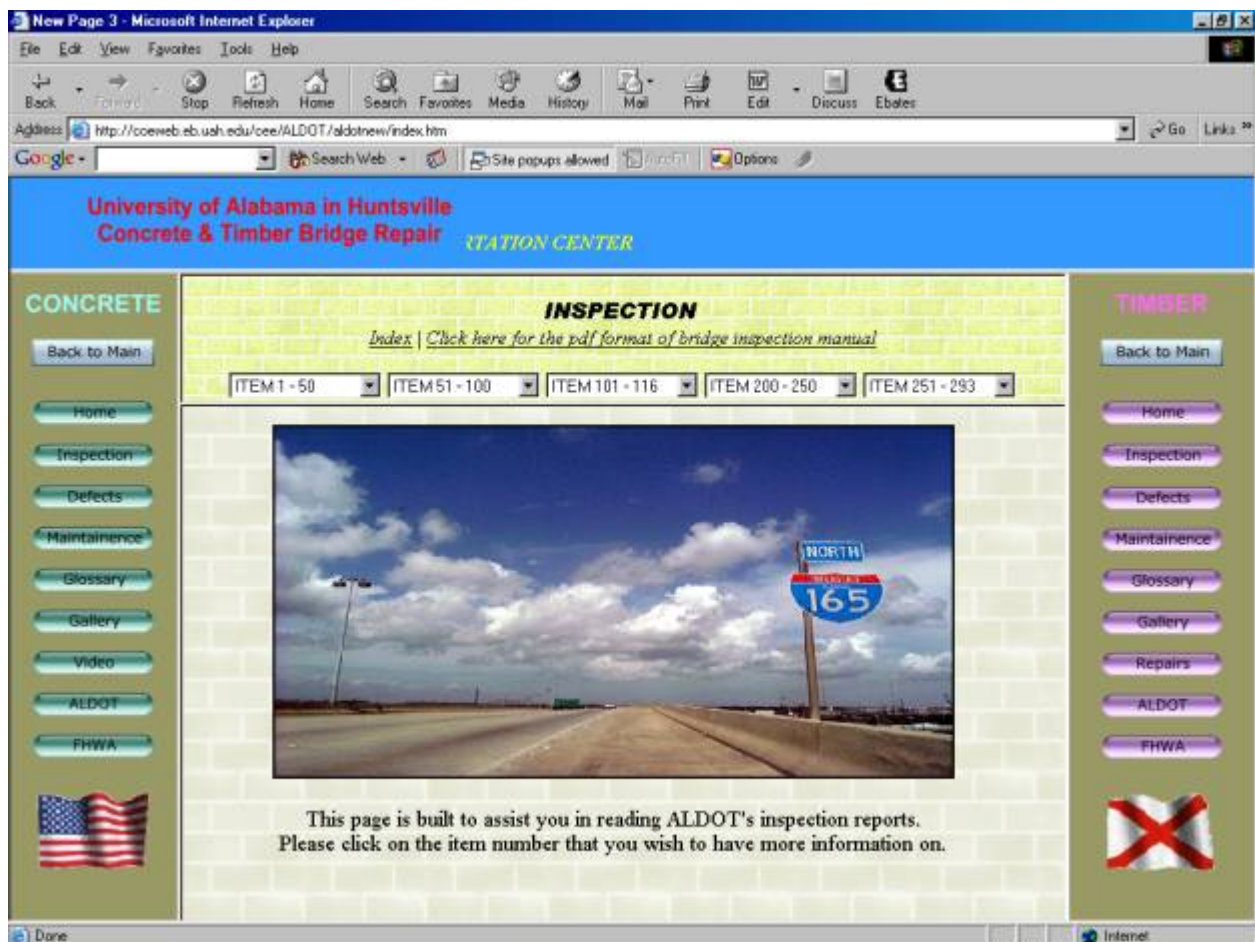 New Page 3 - Microsoft Internet Explorer
File Edit View Favorites Tools Help
Back Forward Stop Refresh Home Search Favorites Media History Mail Print Edit Discuss Ebates
Address http://coeweb.eb.uah.edu/cee/ALDOT/aldotnew/index.htm Go Links »
Google Search Web Site popups allowed AutoFill Options
University of Alabama in Huntsville
Concrete & Timber Bridge Repair
RTATION CENTER
CONCRETE
Back to Main
Home
Inspection
Defects
Maintainence
Glossary
Gallery
Video
ALDOT
FHWA
INSPECTION
Index | Click here for the pdf format of bridge inspection manual
ITEM 1 - 50 ITEM 51 - 100 ITEM 101 - 116 ITEM 200 - 250 ITEM 251 - 293
NORTH
165
This page is built to assist you in reading ALDOT's inspection reports.
Please click on the item number that you wish to have more information on.
TIMBER
Back to Main
Home
Inspection
Defects
Maintainence
Glossary
Gallery
Repairs
ALDOT
FHWA
Done Internet